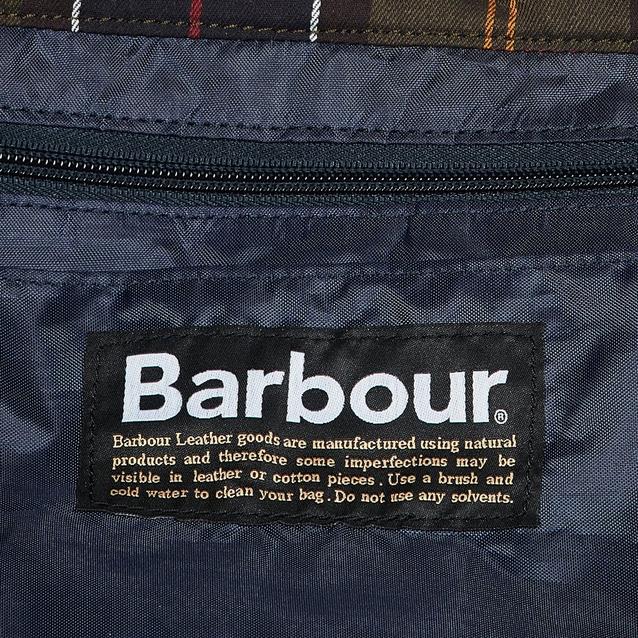 Barbour®
Barbour Leather goods are manufactured using natural
products and therefore some imperfections may be
visible in leather or cotton pieces. Use a brush and
cold water to clean your bag. Do not use any solvents.